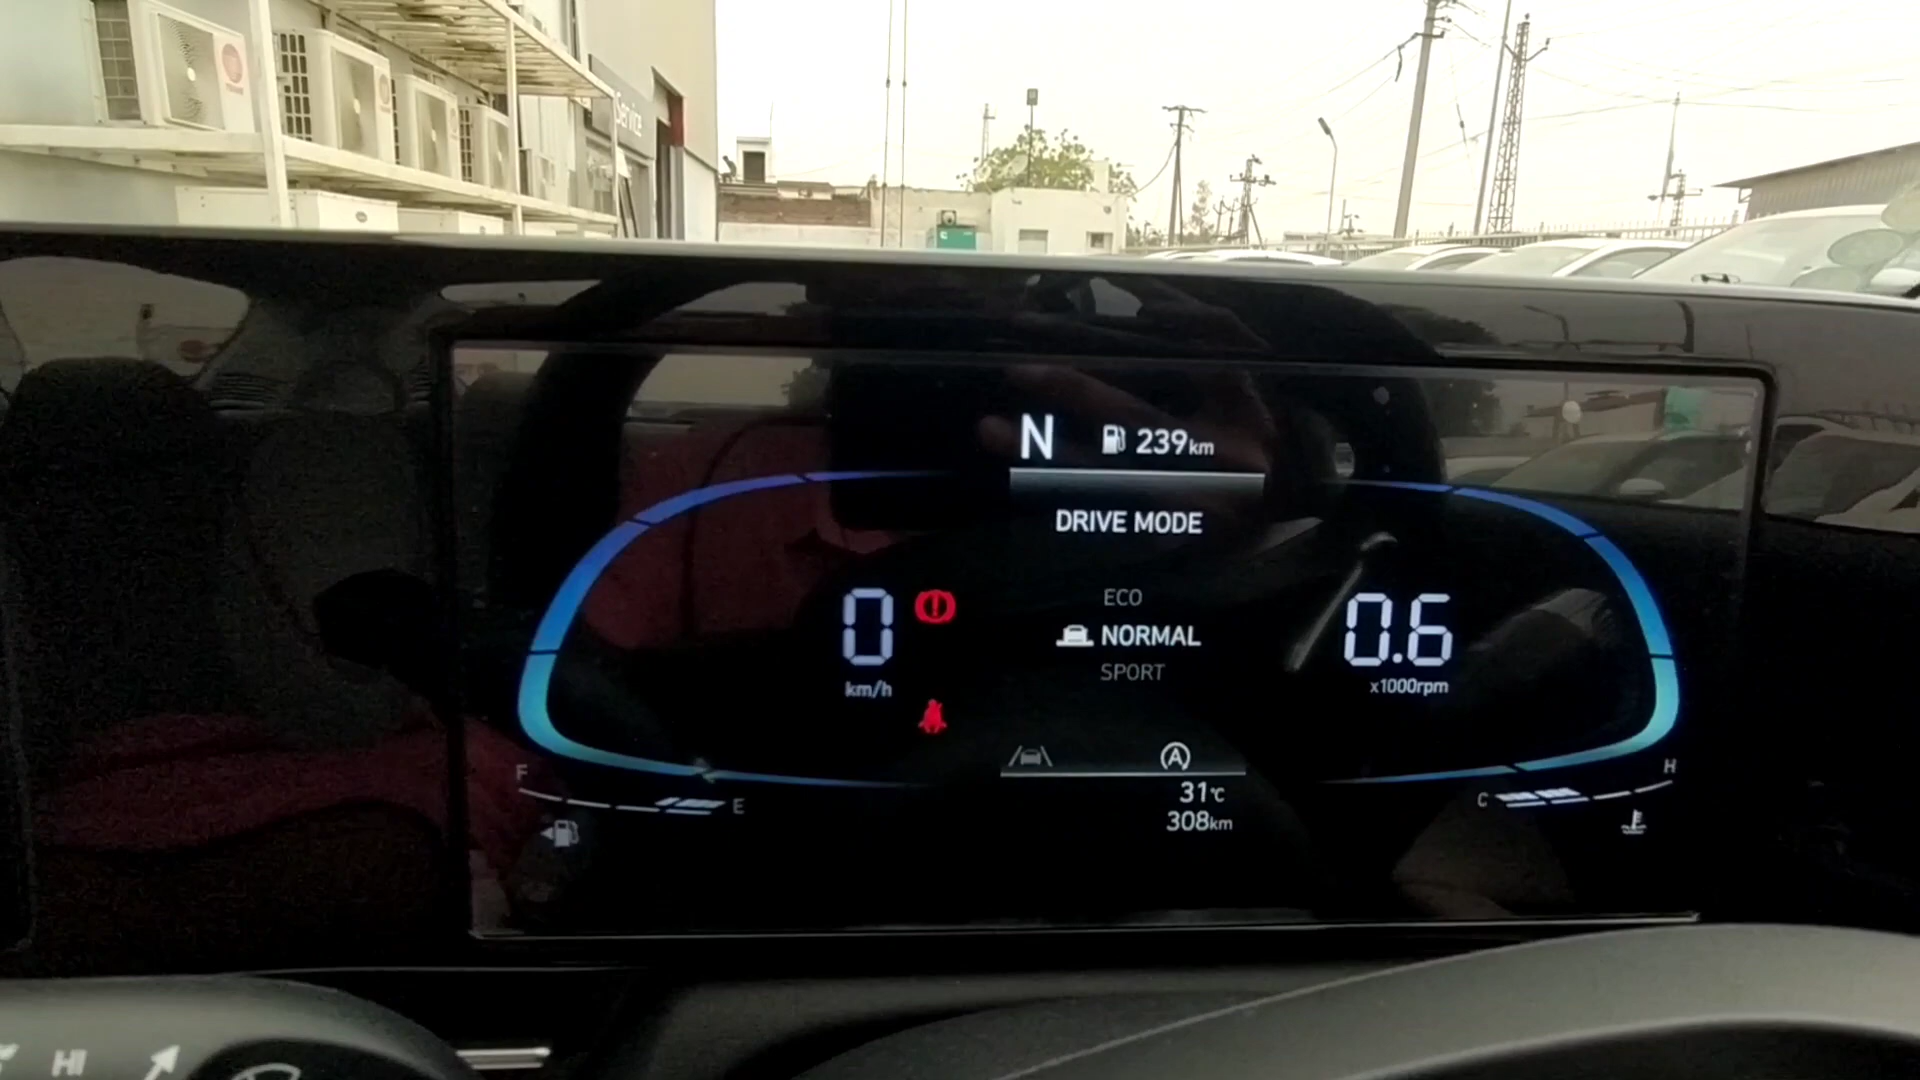 Service
N 239km
DRIVE MODE
ECO
0 NORMAL 0.6
SPORT
km/h x1000rpm
A
F E 31°C C H
308km
HI